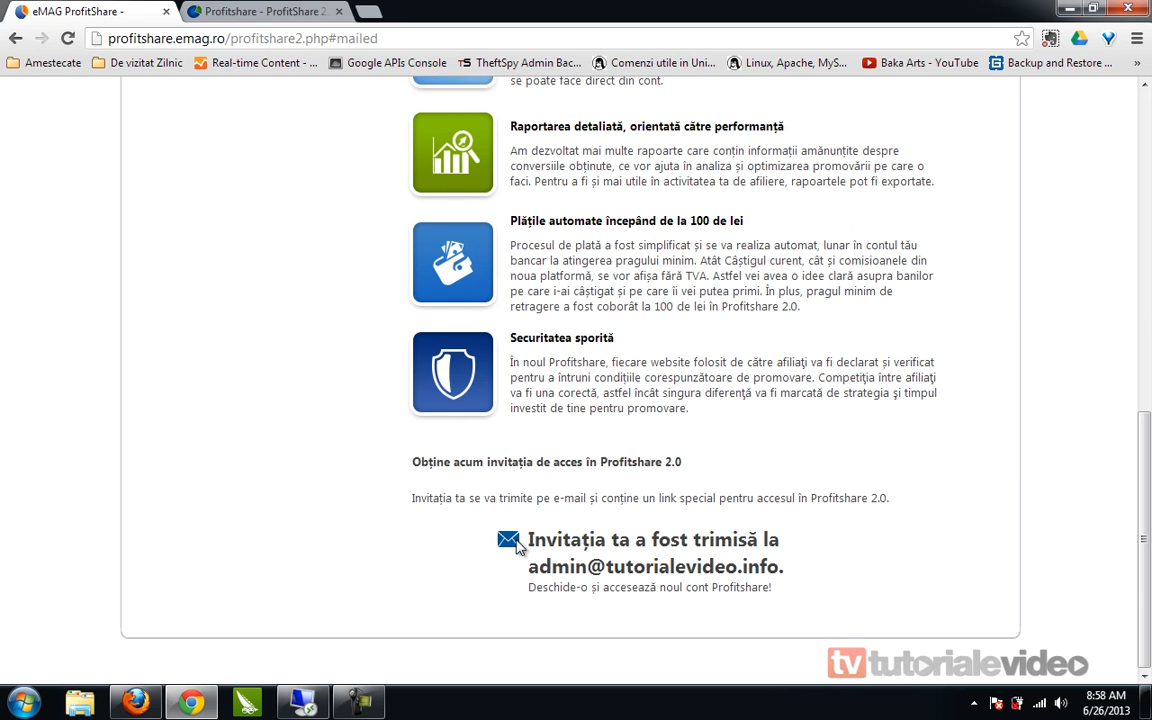 eMAG ProfitShare -
Profitshare - ProfitShare 2
profitshare.emag.ro/profitshare2.php#mailed
Amestecate
De vizitat Zilnic
Real-time Content - ...
Google APIs Console
TS TheftSpy Admin Bac...
Comenzi utile in Uni...
Linux, Apache, MyS...
Baka Arts - YouTube
Backup and Restore ...
»
se poate face direct din cont.
Raportarea detaliată, orientată către performanță
Am dezvoltat mai multe rapoarte care conțin informații amănunțite despre
conversiile obținute, ce vor ajuta în analiza și optimizarea promovării pe care o
faci. Pentru a fi și mai utile în activitatea ta de afiliere, rapoartele pot fi exportate.
Plățile automate începând de la 100 de lei
Procesul de plată a fost simplificat și se va realiza automat, lunar în contul tău
bancar la atingerea pragului minim. Atât Câștigul curent, cât și comisioanele din
noua platformă, se vor afișa fără TVA. Astfel vei avea o idee clară asupra banilor
pe care i-ai câștigat și pe care îi vei putea primi. În plus, pragul minim de
retragere a fost coborât la 100 de lei în Profitshare 2.0.
Securitatea sporită
În noul Profitshare, fiecare website folosit de către afiliați va fi declarat și verificat
pentru a întruni condițiile corespunzătoare de promovare. Competiția între afiliați
va fi una corectă, astfel încât singura diferență va fi marcată de strategia și timpul
investit de tine pentru promovare.
Obține acum invitația de acces în Profitshare 2.0
Invitația ta se va trimite pe e-mail și conține un link special pentru accesul în Profitshare 2.0.
Invitația ta a fost trimisă la
admin@tutorialevideo.info.
Deschide-o și accesează noul cont Profitshare!
tv tutorialevideo
8:58 AM
6/26/2013